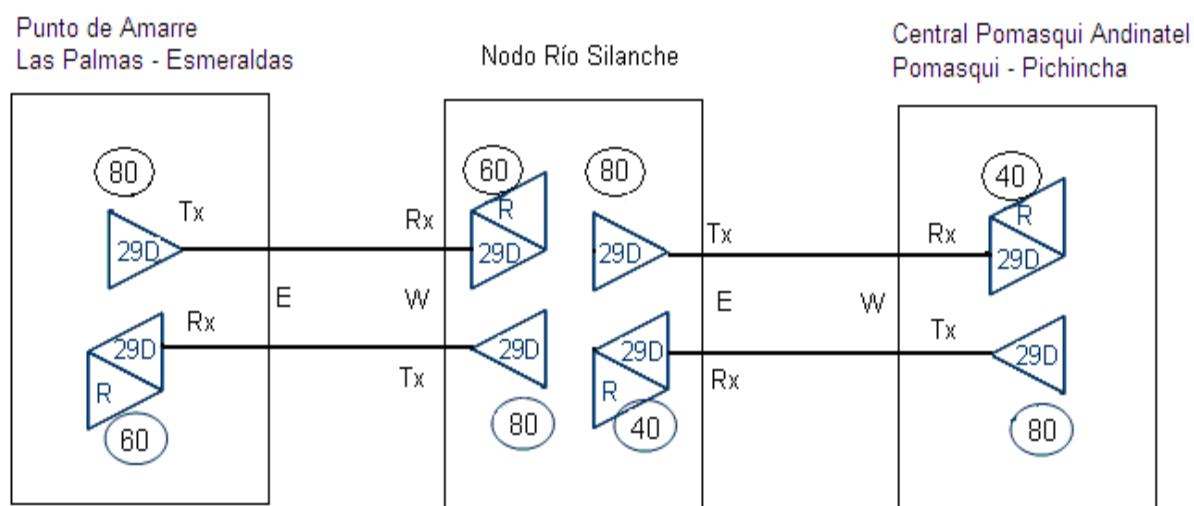 Punto de Amarre
Las Palmas - Esmeraldas
Nodo Río Silanche
Central Pomasqui Andinatel
Pomasqui - Pichincha
80
60
80
40
Tx
Rx
R
Tx
Rx
R
29D
29D
29D
29D
E
W
E
W
Rx
Tx
Rx
Tx
29D
29D
29D
29D
R
R
60
80
40
80